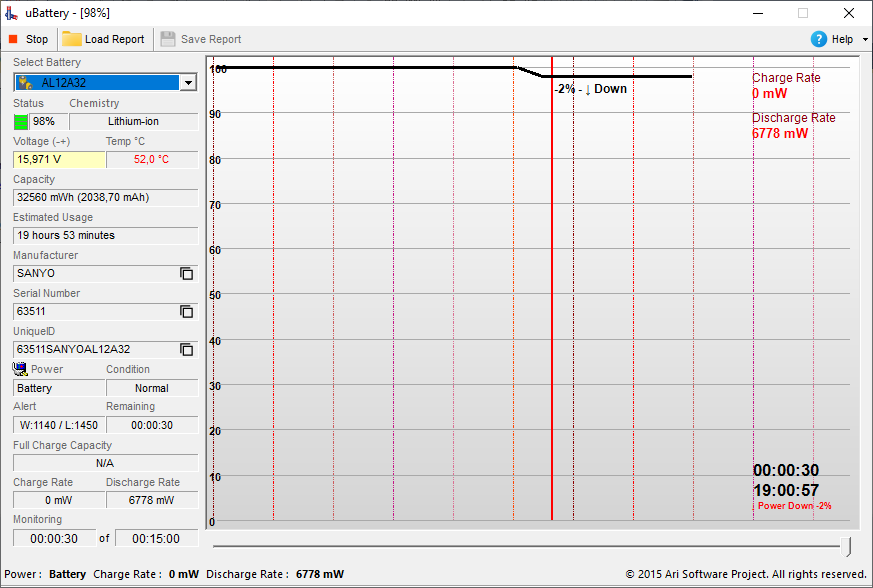 uBattery - [98%]
Stop Load Report Save Report Help
Select Battery
AL12A32
Status Chemistry
98% Lithium-ion
Voltage (-+) Temp °C
15,971 V 52,0 °C
Capacity
32560 mWh (2038,70 mAh)
Estimated Usage
19 hours 53 minutes
Manufacturer
SANYO
Serial Number
63511
UniqueID
63511SANYOAL12A32
Power Condition
Battery Normal
Alert Remaining
W:1140 / L:1450 00:00:30
Full Charge Capacity
N/A
Charge Rate Discharge Rate
0 mW 6778 mW
Monitoring
00:00:30 of 00:15:00
100
90
80
70
60
50
40
30
20
10
0
-2% - ↓ Down
Charge Rate
0 mW
Discharge Rate
6778 mW
00:00:30
19:00:57
Power Down -2%
Power : Battery Charge Rate : 0 mW Discharge Rate : 6778 mW © 2015 Ari Software Project. All rights reserved.